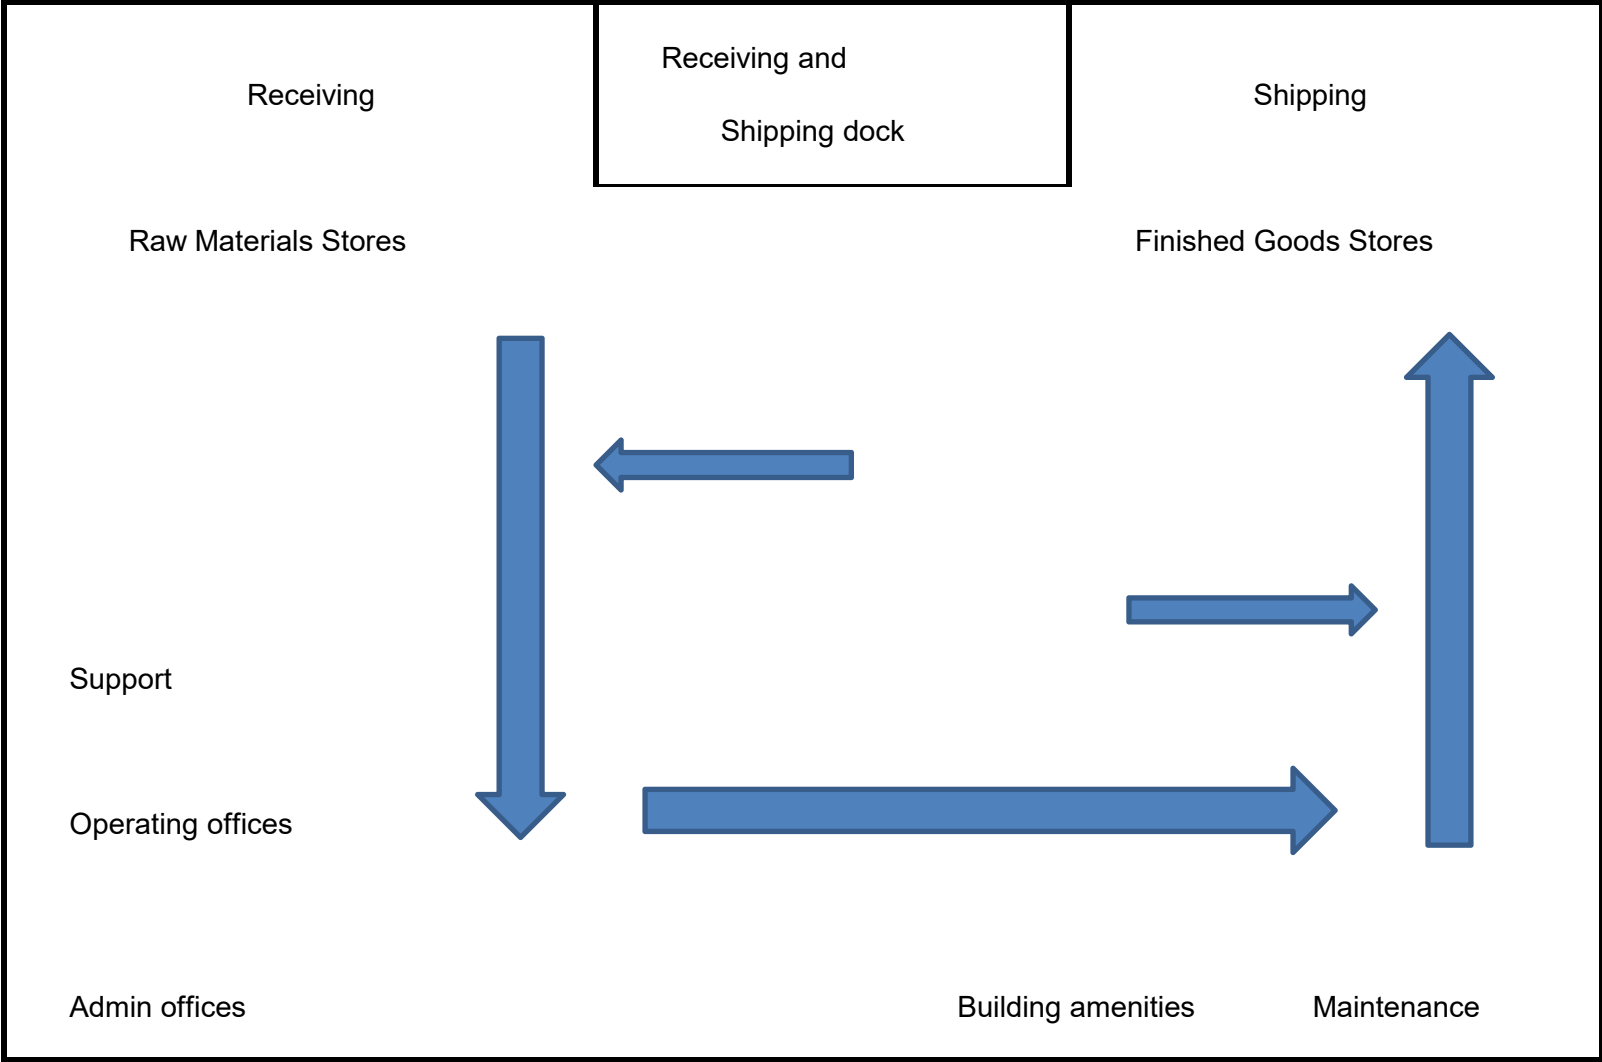 Receiving and
Receiving
Shipping
Shipping dock
Raw Materials Stores
Finished Goods Stores
Support
Operating offices
Admin offices
Building amenities
Maintenance